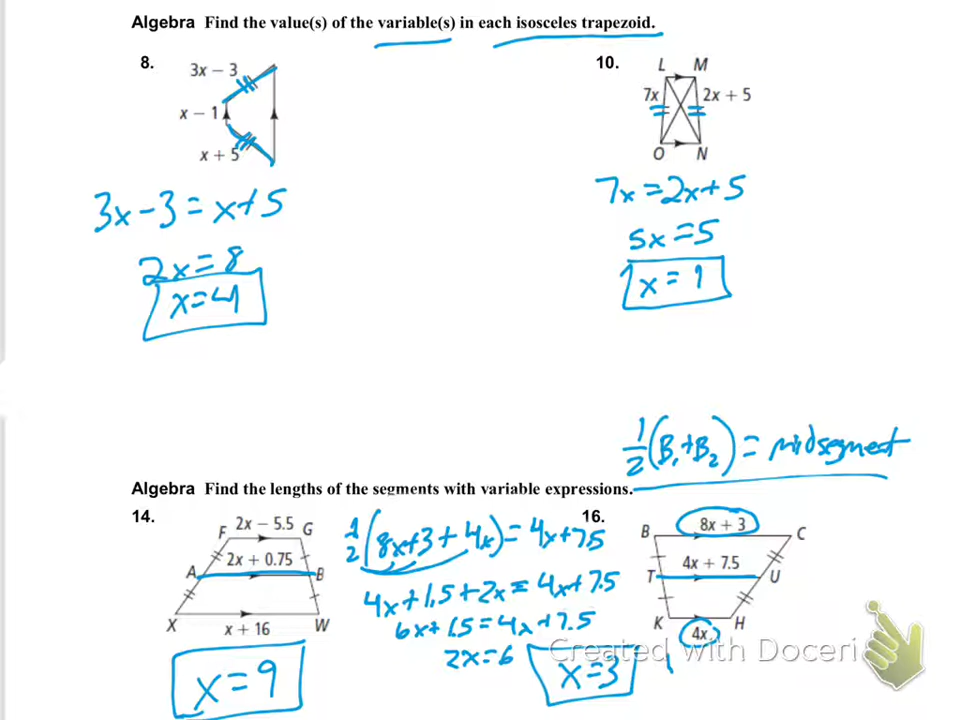 Algebra Find the value(s) of the variable(s) in each isosceles trapezoid.
8.
3x – 3
x – 1
x + 5
3x-3=x+5
2x=8
x=4
10.
L M
7x 2x + 5
O N
7x=2x+5
5x=5
x=1
1/2(B₁+B₂)=midsegment
Algebra Find the lengths of the segments with variable expressions.
14.
F 2x – 5.5 G
2x + 0.75
A B
X x + 16 W
x=9
1/2(8x+3+4x)=4x+7.5
4x+1.5+2x=4x+7.5
6x+1.5=4x+7.5
2x=6
x=3
16.
B 8x + 3 C
4x + 7.5
T U
K 4x H
Created with Doceri